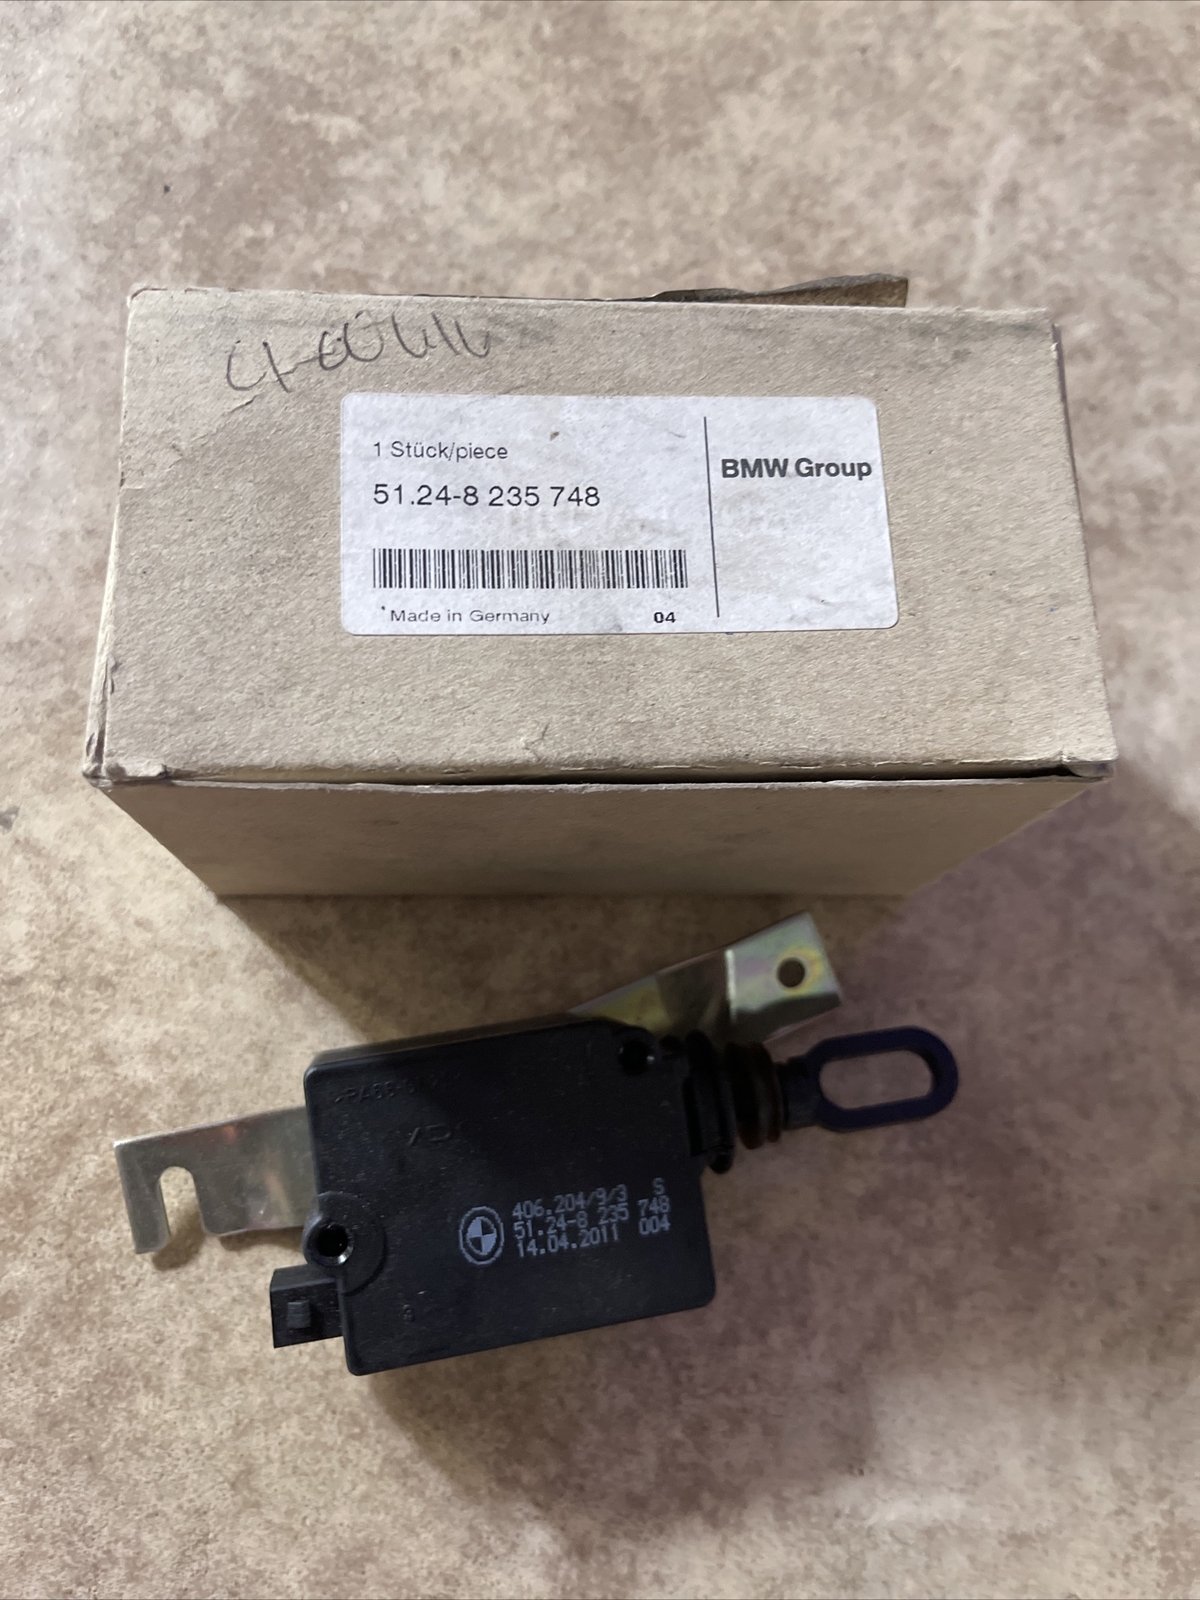 1 Stück/piece
51.24-8 235 748
BMW Group
Made in Germany 04
406.204/9/3 S
51.24-8 235 748
14.04.2011 004